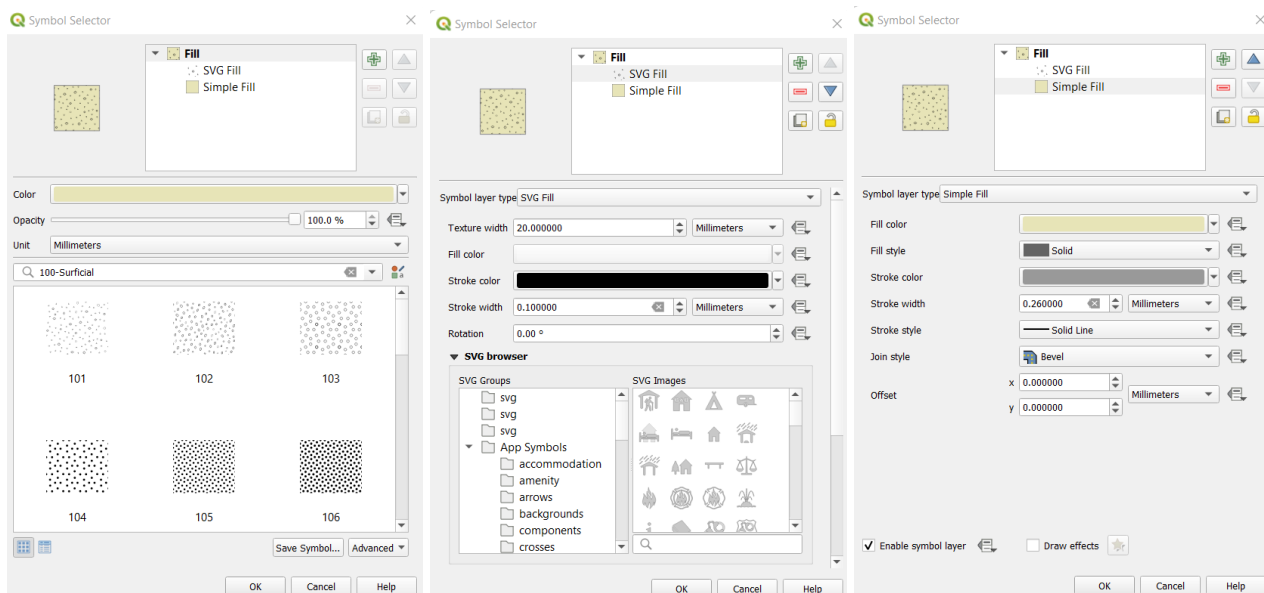 Symbol Selector
Fill
SVG Fill
Simple Fill
Color
Opacity 100.0 %
Unit Millimeters
100-Surficial
101 102 103
104 105 106
Save Symbol... Advanced
OK Cancel Help
Symbol Selector
Fill
SVG Fill
Simple Fill
Symbol layer type SVG Fill
Texture width 20.000000 Millimeters
Fill color
Stroke color
Stroke width 0.100000 Millimeters
Rotation 0.00 °
SVG browser
SVG Groups SVG Images
svg
svg
svg
App Symbols
accommodation
amenity
arrows
backgrounds
components
crosses
OK Cancel Help
Symbol Selector
Fill
SVG Fill
Simple Fill
Symbol layer type Simple Fill
Fill color
Fill style Solid
Stroke color
Stroke width 0.260000 Millimeters
Stroke style Solid Line
Join style Bevel
Offset x 0.000000 Millimeters
y 0.000000
Enable symbol layer Draw effects
OK Cancel Help